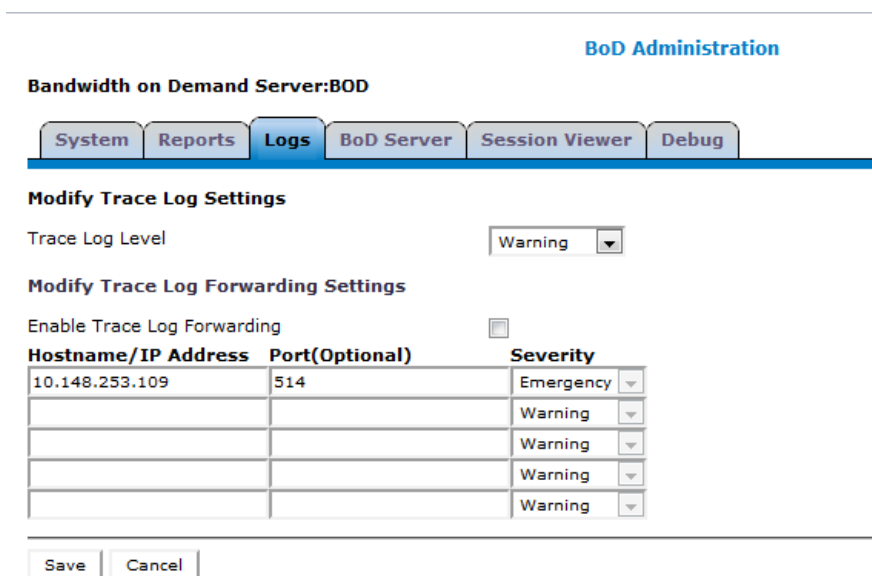 BoD Administration
Bandwidth on Demand Server:BOD
System Reports Logs BoD Server Session Viewer Debug
Modify Trace Log Settings
Trace Log Level Warning
Modify Trace Log Forwarding Settings
Enable Trace Log Forwarding
Hostname/IP Address Port(Optional) Severity
10.148.253.109 514 Emergency
Warning
Warning
Warning
Warning
Save Cancel